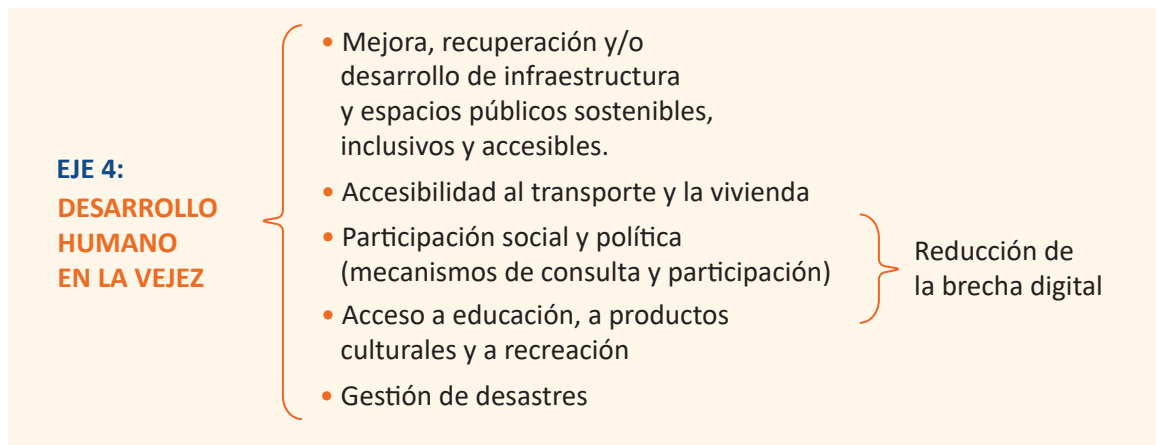 EJE 4:
DESARROLLO
HUMANO
EN LA VEJEZ
• Mejora, recuperación y/o
desarrollo de infraestructura
y espacios públicos sostenibles,
inclusivos y accesibles.
• Accesibilidad al transporte y la vivienda
• Participación social y política
(mecanismos de consulta y participación)
• Acceso a educación, a productos
culturales y a recreación
• Gestión de desastres
Reducción de
la brecha digital